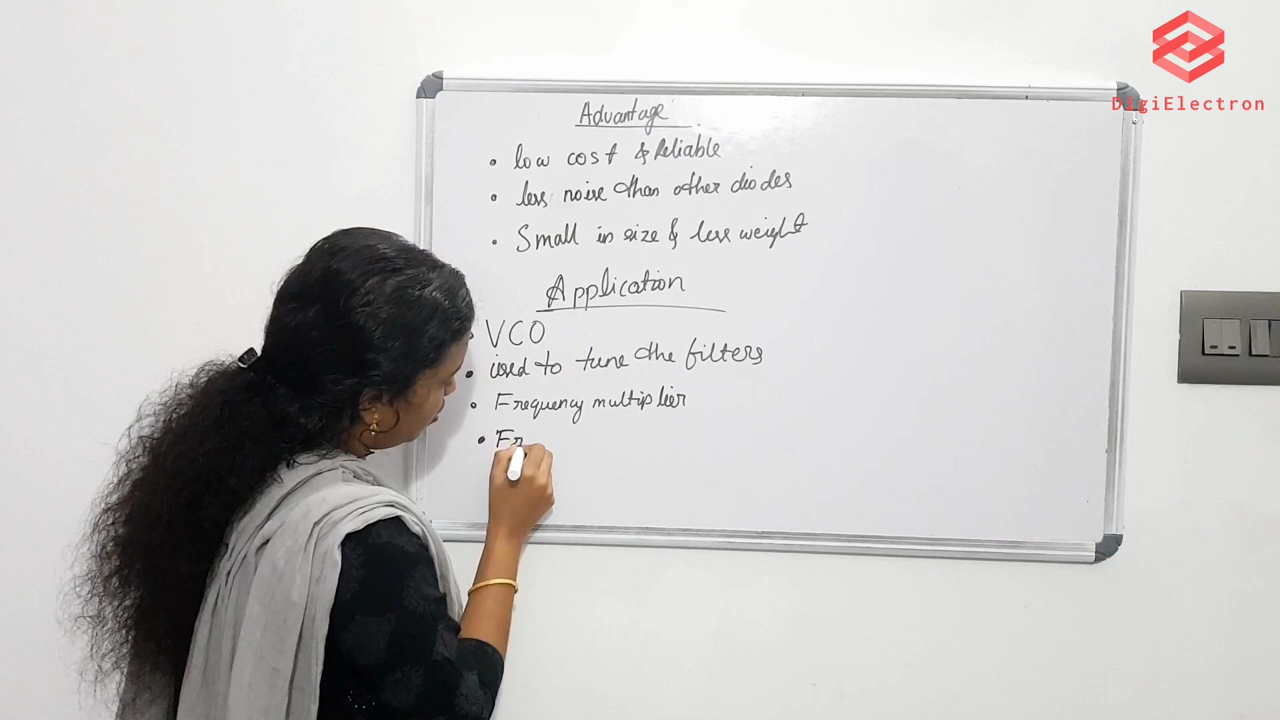 DigiElectron
Advantage
• low cost & Reliable
• less noise than other diodes
• Small in size & less weight
Application
• VCO
• used to tune the filters
• Frequency multiplier
• Fr